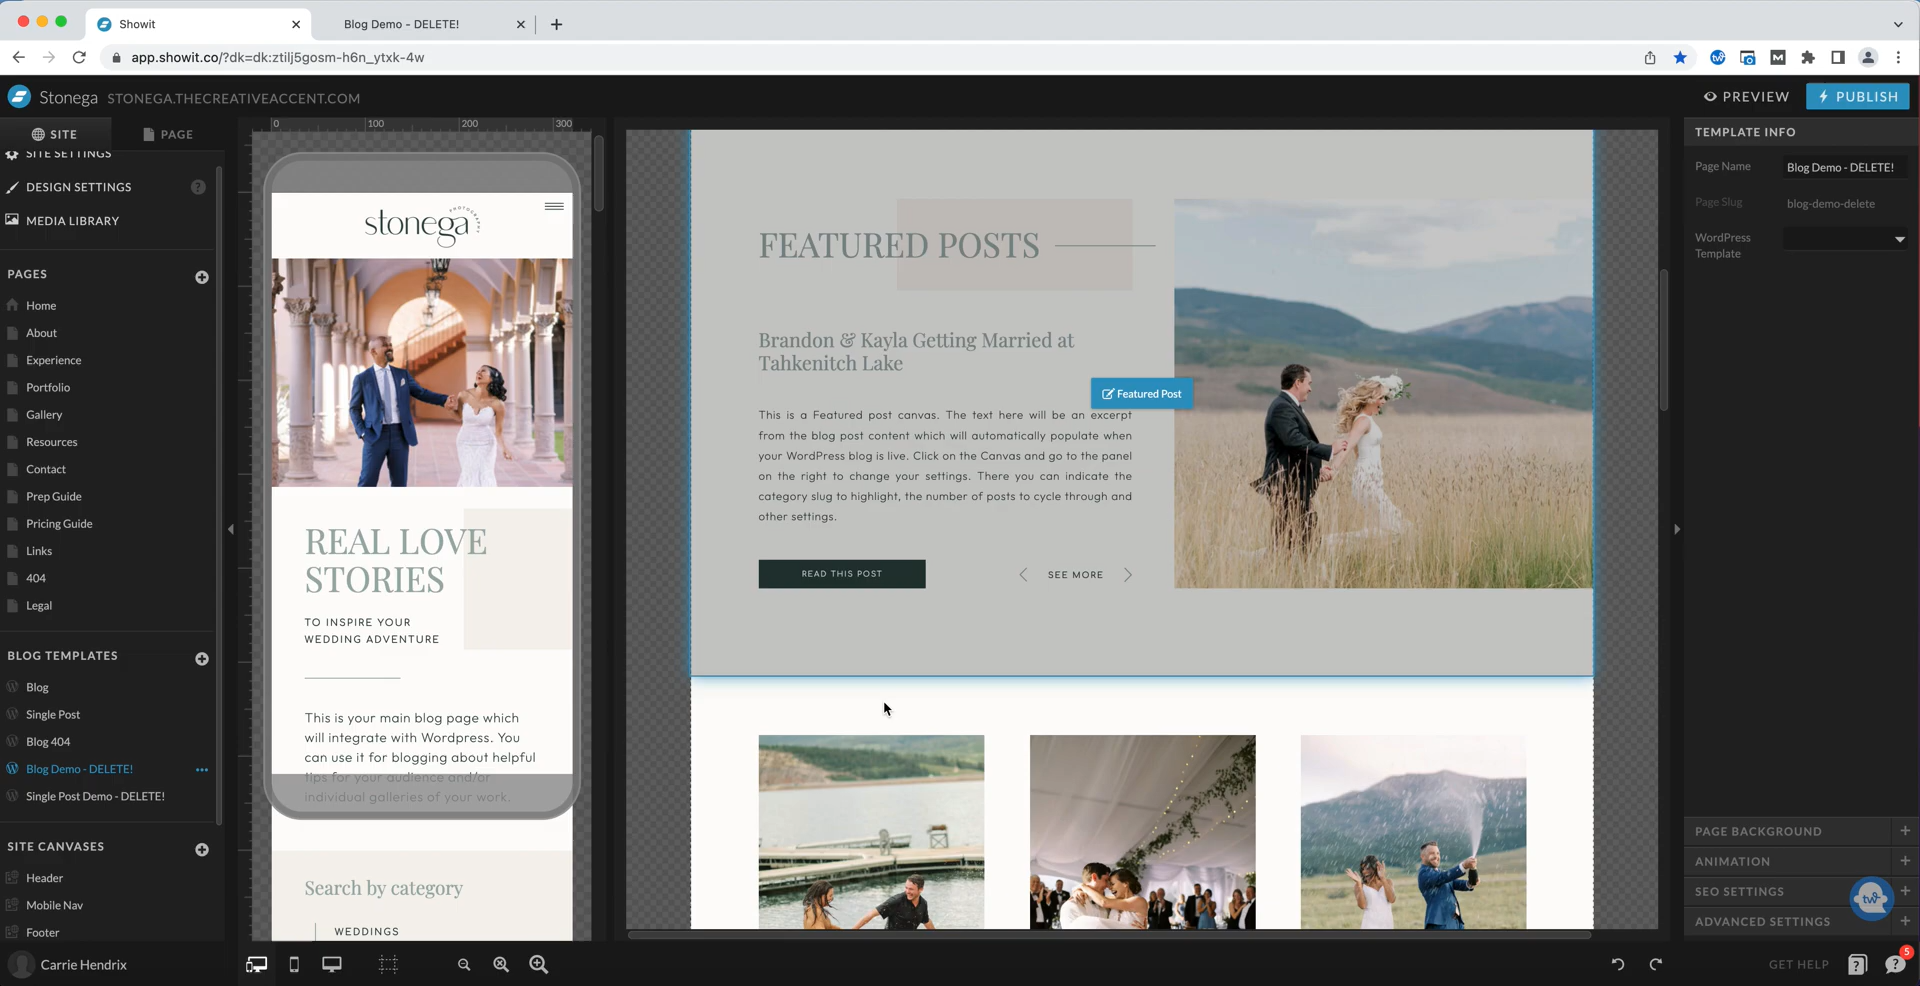 Showit
Blog Demo - DELETE!
app.showit.co/?dk=dk:ztilj5gosm-h6n_ytxk-4w
Stonega STONEGA.THECREATIVEACCENT.COM
PREVIEW
PUBLISH
SITE
PAGE
SITE SETTINGS
DESIGN SETTINGS
?
MEDIA LIBRARY
PAGES
Home
About
Experience
Portfolio
Gallery
Resources
Contact
Prep Guide
Pricing Guide
Links
404
Legal
BLOG TEMPLATES
Blog
Single Post
Blog 404
Blog Demo - DELETE!
Single Post Demo - DELETE!
SITE CANVASES
Header
Mobile Nav
Footer
Carrie Hendrix
0 100 200 300
stonega
REAL LOVE
STORIES
TO INSPIRE YOUR
WEDDING ADVENTURE
This is your main blog page which
will integrate with Wordpress. You
can use it for blogging about helpful
tips for your audience and/or
individual galleries of your work.
Search by category
WEDDINGS
FEATURED POSTS
Brandon & Kayla Getting Married at
Tahkenitch Lake
Featured Post
This is a Featured post canvas. The text here will be an excerpt
from the blog post content which will automatically populate when
your WordPress blog is live. Click on the Canvas and go to the panel
on the right to change your settings. There you can indicate the
category slug to highlight, the number of posts to cycle through and
other settings.
READ THIS POST
SEE MORE
TEMPLATE INFO
Page Name Blog Demo - DELETE!
Page Slug blog-demo-delete
WordPress
Template
PAGE BACKGROUND
ANIMATION
SEO SETTINGS
ADVANCED SETTINGS
tw
GET HELP
5